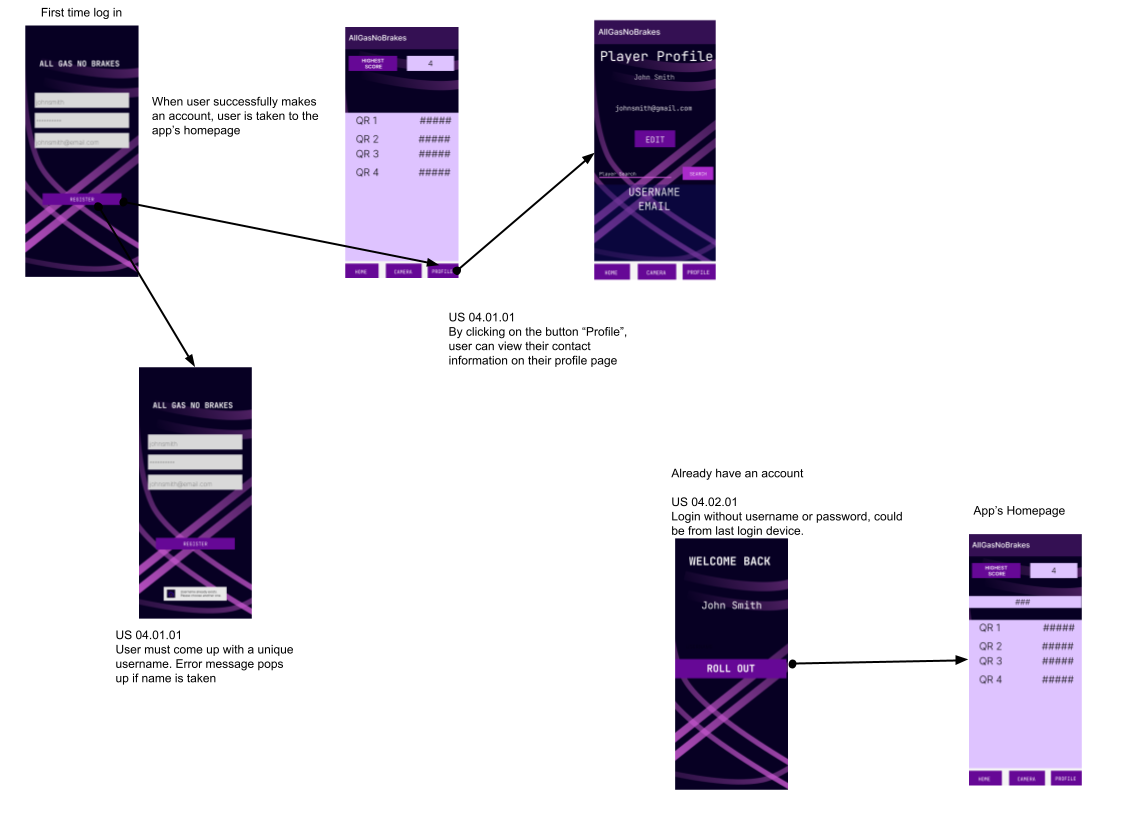 First time log in
ALL GAS NO BRAKES
johnsmith
johnsmith@email.com
REGISTER
When user successfully makes
an account, user is taken to the
app's homepage
AllGasNoBrakes
HIGHEST
SCORE
4
QR 1 #####
QR 2 #####
QR 3 #####
QR 4 #####
HOME CAMERA PROFILE
AllGasNoBrakes
Player Profile
John Smith
johnsmith@gmail.com
EDIT
Player Search SEARCH
USERNAME
EMAIL
HOME CAMERA PROFILE
US 04.01.01
By clicking on the button “Profile”,
user can view their contact
information on their profile page
ALL GAS NO BRAKES
johnsmith
johnsmith@email.com
REGISTER
US 04.01.01
User must come up with a unique
username. Error message pops
up if name is taken
Already have an account
US 04.02.01
Login without username or password, could
be from last login device.
WELCOME BACK
John Smith
ROLL OUT
App's Homepage
AllGasNoBrakes
HIGHEST
SCORE
4
###
QR 1 #####
QR 2 #####
QR 3 #####
QR 4 #####
HOME CAMERA PROFILE